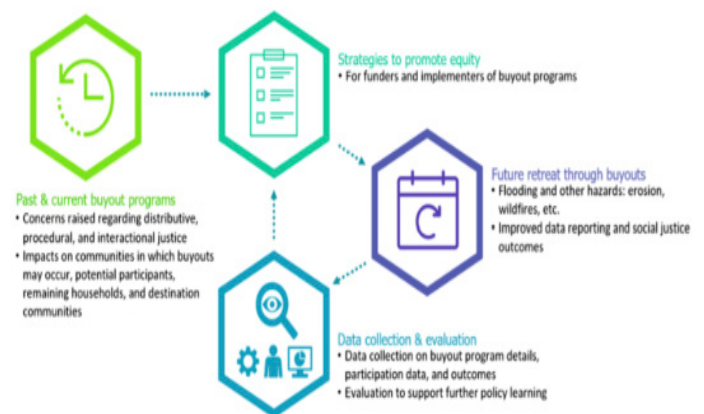 Strategies to promote equity
• For funders and implementers of buyout programs
Future retreat through buyouts
• Flooding and other hazards: erosion,
wildfires, etc.
• Improved data reporting and social justice
outcomes
Past & current buyout programs
• Concerns raised regarding distributive,
procedural, and interactional justice
• Impacts on communities in which buyouts
may occur, potential participants,
remaining households, and destination
communities
Data collection & evaluation
• Data collection on buyout program details,
participation data, and outcomes
• Evaluation to support further policy learning